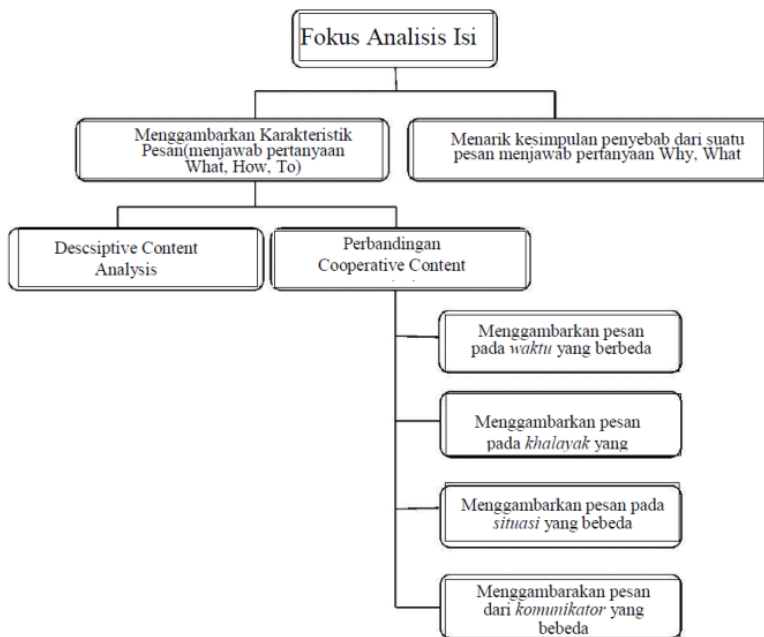 Fokus Analisis Isi
Menggambarkan Karakteristik
Pesan(menjawab pertanyaan
What, How, To)
Menarik kesimpulan penyebab dari suatu
pesan menjawab pertanyaan Why, What
Descsiptive Content
Analysis
Perbandingan
Cooperative Content
Menggambarkan pesan
pada waktu yang berbeda
Menggambarkan pesan
pada khalayak yang
Menggambarkan pesan pada
situasi yang bebeda
Menggambarakan pesan
dari komunikator yang
bebeda